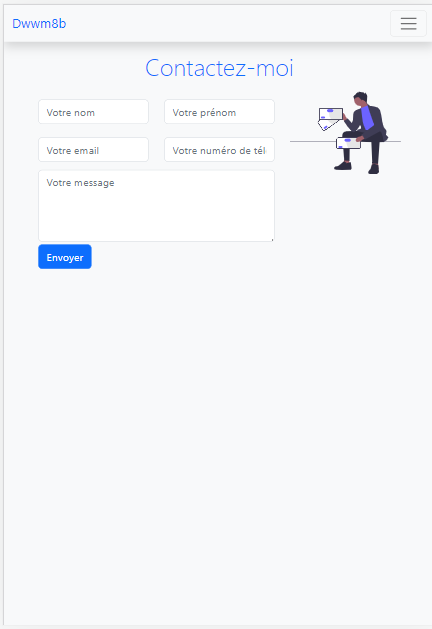 Dwwm8b
Contactez-moi
Votre nom
Votre prénom
Votre email
Votre numéro de tél
Votre message
Envoyer